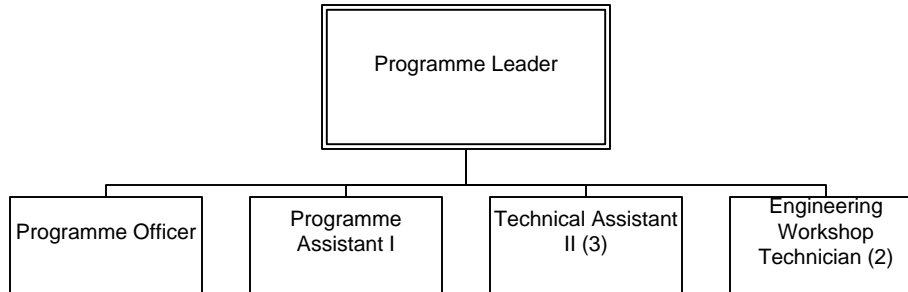 Programme Leader
Programme Officer
Programme
Assistant I
Technical Assistant
II (3)
Engineering
Workshop
Technician (2)